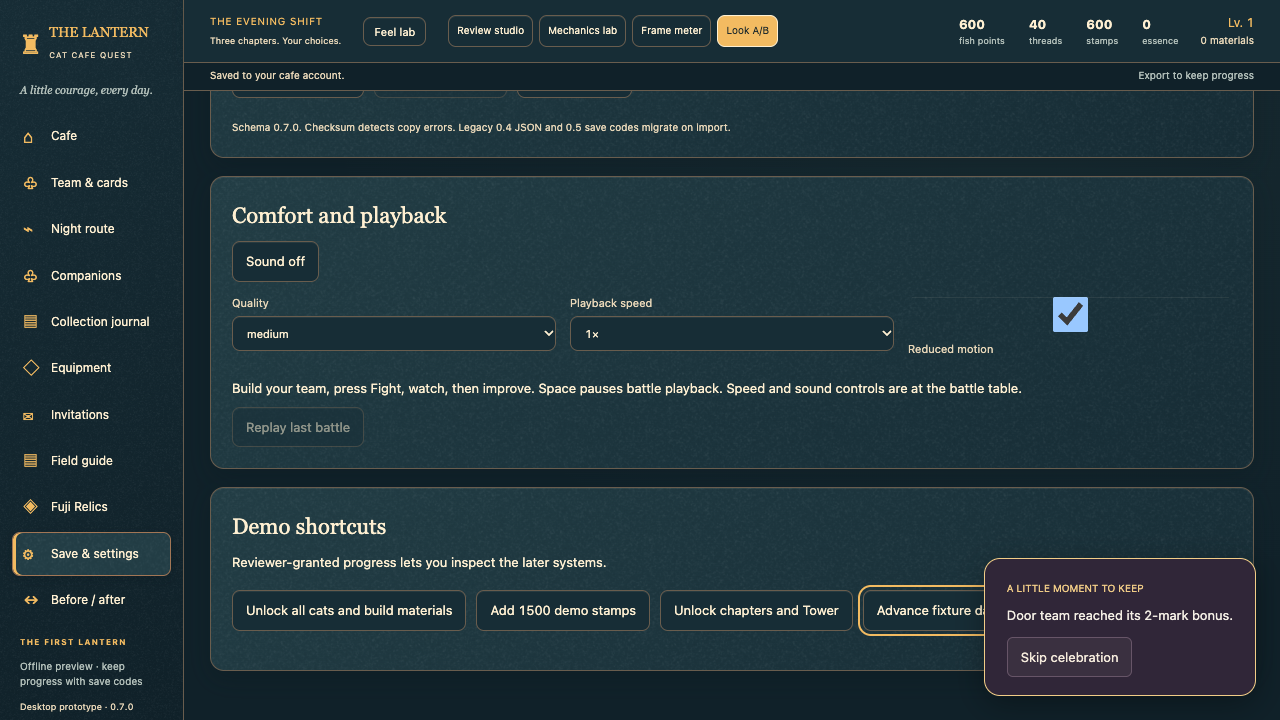 THE LANTERN
CAT CAFE QUEST
A little courage, every day.
Cafe
Team & cards
Night route
Companions
Collection journal
Equipment
Invitations
Field guide
Fuji Relics
Save & settings
Before / after
THE FIRST LANTERN
Offline preview · keep
progress with save codes
Desktop prototype · 0.7.0
THE EVENING SHIFT
Three chapters. Your choices.
Feel lab
Review studio
Mechanics lab
Frame meter
Look A/B
600
fish points
40
threads
600
stamps
0
essence
Lv. 1
0 materials
Saved to your cafe account.
Export to keep progress
Schema 0.7.0. Checksum detects copy errors. Legacy 0.4 JSON and 0.5 save codes migrate on import.
Comfort and playback
Sound off
Quality
medium
Playback speed
1×
Reduced motion
Build your team, press Fight, watch, then improve. Space pauses battle playback. Speed and sound controls are at the battle table.
Replay last battle
Demo shortcuts
Reviewer-granted progress lets you inspect the later systems.
Unlock all cats and build materials
Add 1500 demo stamps
Unlock chapters and Tower
Advance fixture
A LITTLE MOMENT TO KEEP
Door team reached its 2-mark bonus.
Skip celebration